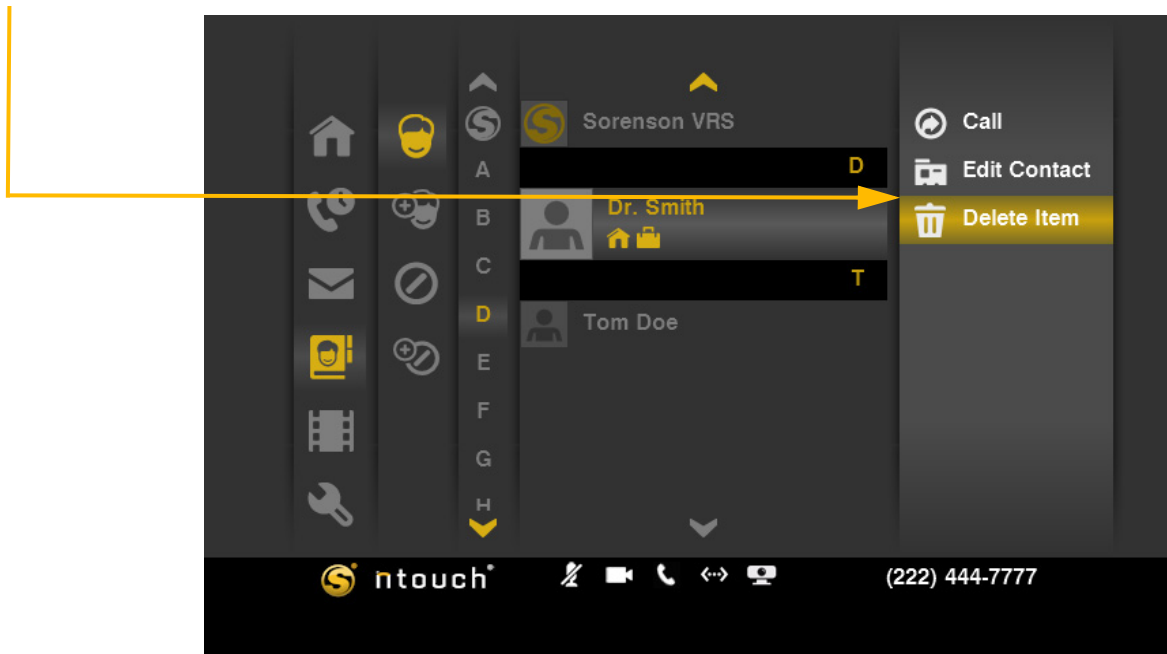 A
B
C
D
E
F
G
H
Sorenson VRS
D
Dr. Smith
T
Tom Doe
Call
Edit Contact
Delete Item
S ntouch®
(222) 444-7777